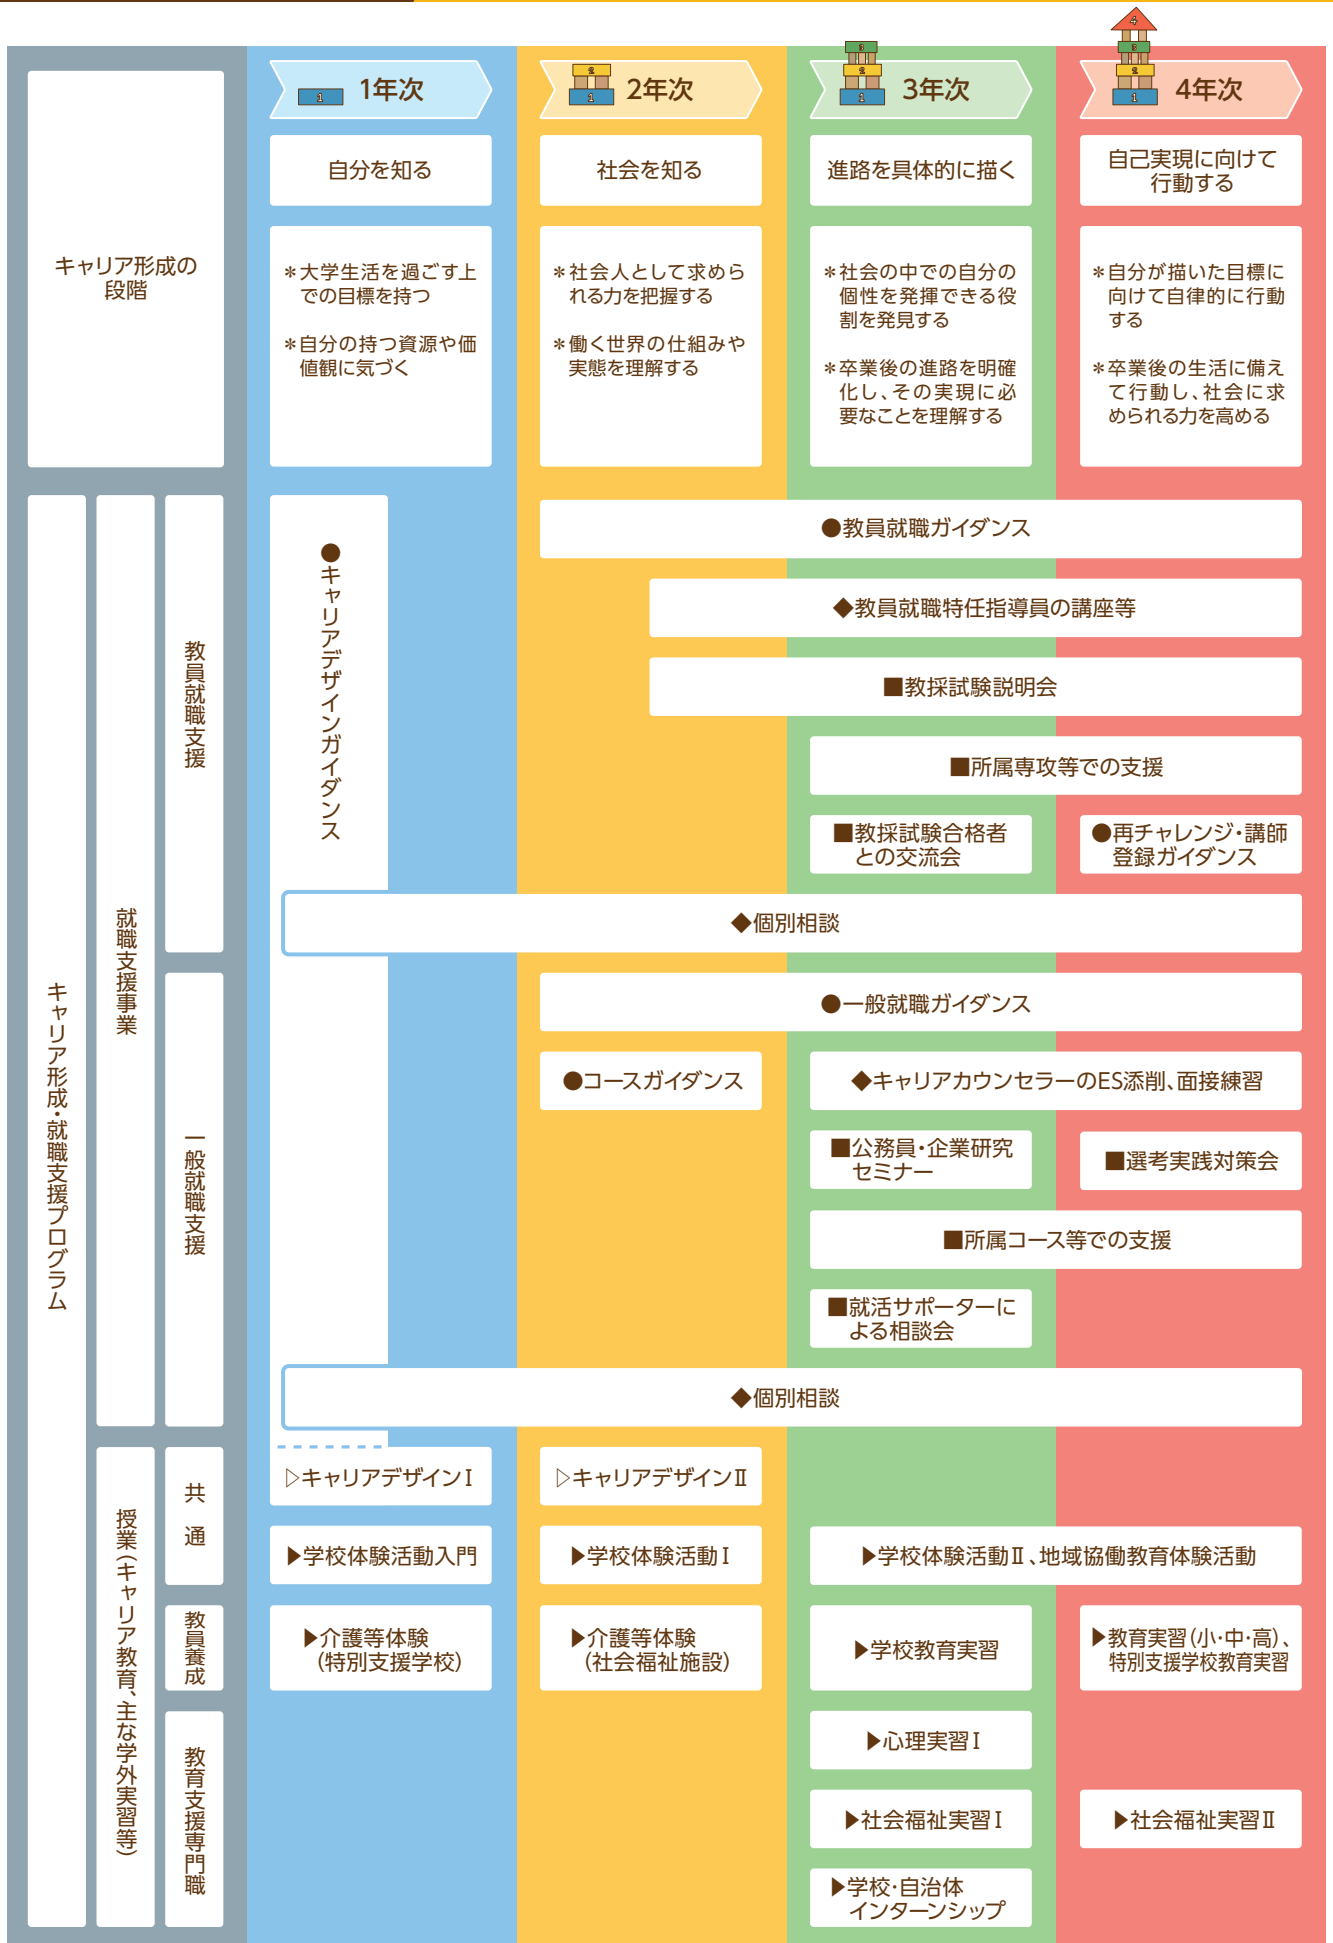 4
3
2
1
3
2
1
2
1
1
1年次
2年次
3年次
4年次
キャリア形成の
段階
自分を知る
社会を知る
進路を具体的に描く
自己実現に向けて
行動する
＊大学生活を過ごす上
での目標を持つ
＊自分の持つ資源や価
値観に気づく
＊社会人として求めら
れる力を把握する
＊働く世界の仕組みや
実態を理解する
＊社会の中での自分の
個性を発揮できる役
割を発見する
＊卒業後の進路を明確
化し、その実現に必
要なことを理解する
＊自分が描いた目標に
向けて自律的に行動
する
＊卒業後の生活に備え
て行動し、社会に求
められる力を高める
キャリア形成・就職支援プログラム
就職支援事業
教員就職支援
●キャリアデザインガイダンス
●教員就職ガイダンス
◆教員就職特任指導員の講座等
■教採試験説明会
■所属専攻等での支援
■教採試験合格者
との交流会
●再チャレンジ・講師
登録ガイダンス
◆個別相談
一般就職支援
●一般就職ガイダンス
●コースガイダンス
◆キャリアカウンセラーのES添削、面接練習
■公務員・企業研究
セミナー
■選考実践対策会
■所属コース等での支援
■就活サポーターに
よる相談会
◆個別相談
授業（キャリア教育、主な学外実習等）
共通
▷キャリアデザインⅠ
▷キャリアデザインⅡ
▶学校体験活動入門
▶学校体験活動Ⅰ
▶学校体験活動Ⅱ、地域協働教育体験活動
教員養成
▶介護等体験
（特別支援学校）
▶介護等体験
（社会福祉施設）
▶学校教育実習
▶教育実習（小・中・高）、
特別支援学校教育実習
教育支援専門職
▶心理実習Ⅰ
▶社会福祉実習Ⅰ
▶社会福祉実習Ⅱ
▶学校・自治体
インターンシップ